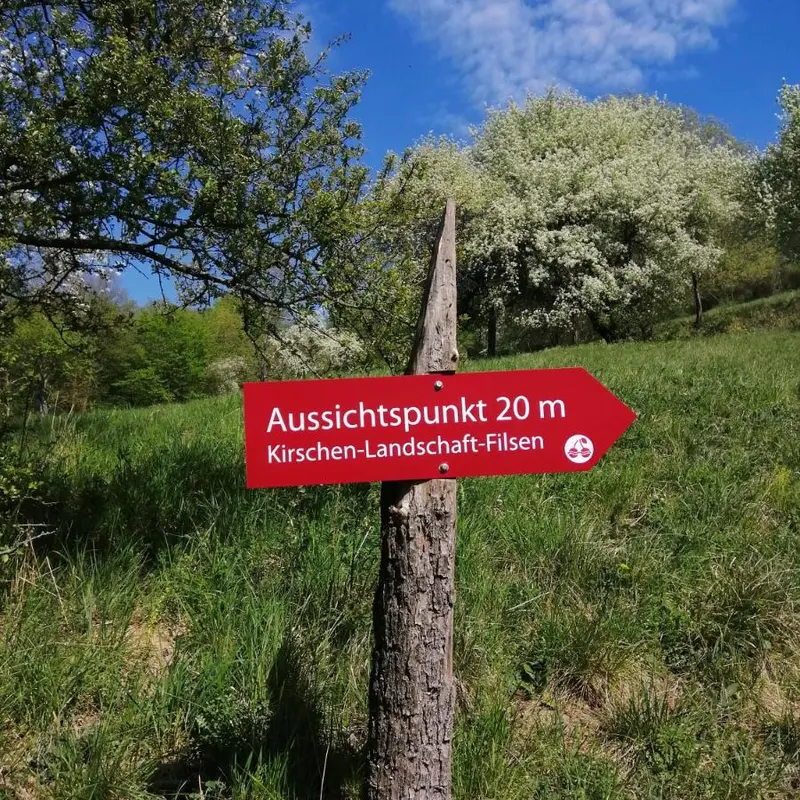 Aussichtspunkt 20 m
Kirschen-Landschaft-Filsen